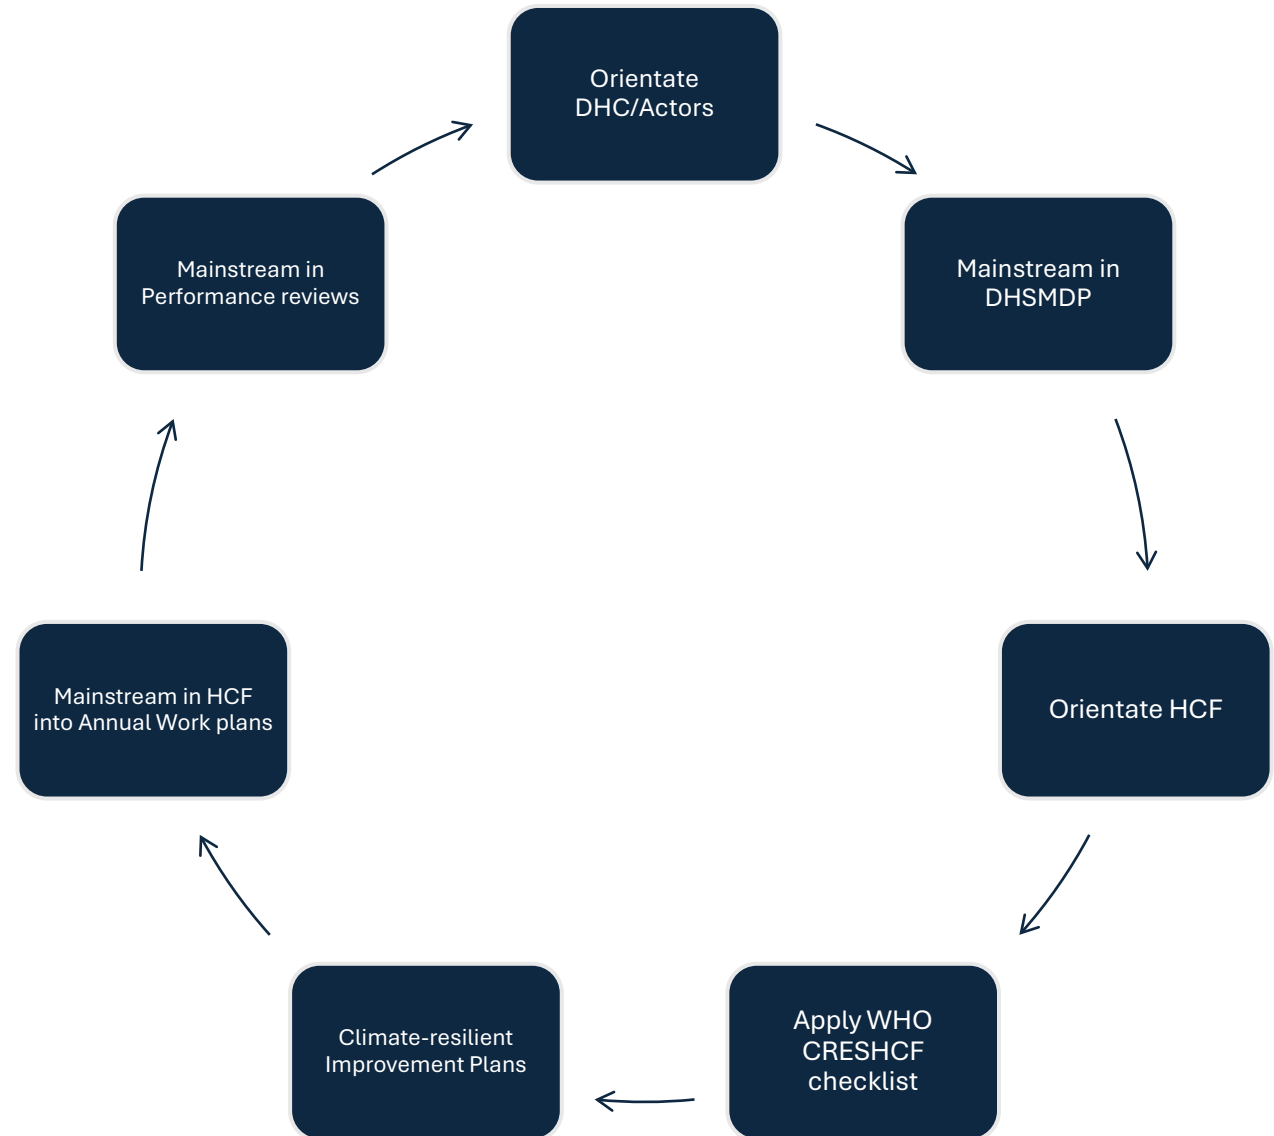 Orientate
DHC/Actors
Mainstream in
DHSMDP
Orientate HCF
Apply WHO
CRESHCF
checklist
Climate-resilient
Improvement Plans
Mainstream in HCF
into Annual Work plans
Mainstream in
Performance reviews